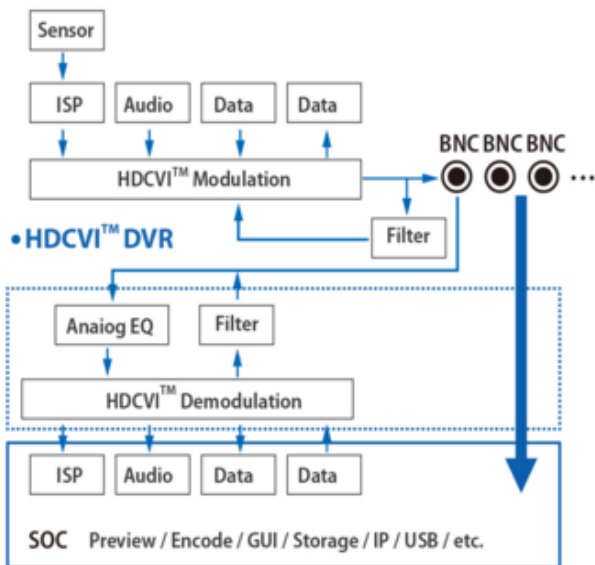 Sensor
ISP Audio Data Data
BNC BNC BNC
HDCVI™ Modulation
...
Filter
• HDCVI™ DVR
Anaiog EQ Filter
HDCVI™ Demodulation
ISP Audio Data Data
SOC Preview / Encode / GUI / Storage / IP / USB / etc.